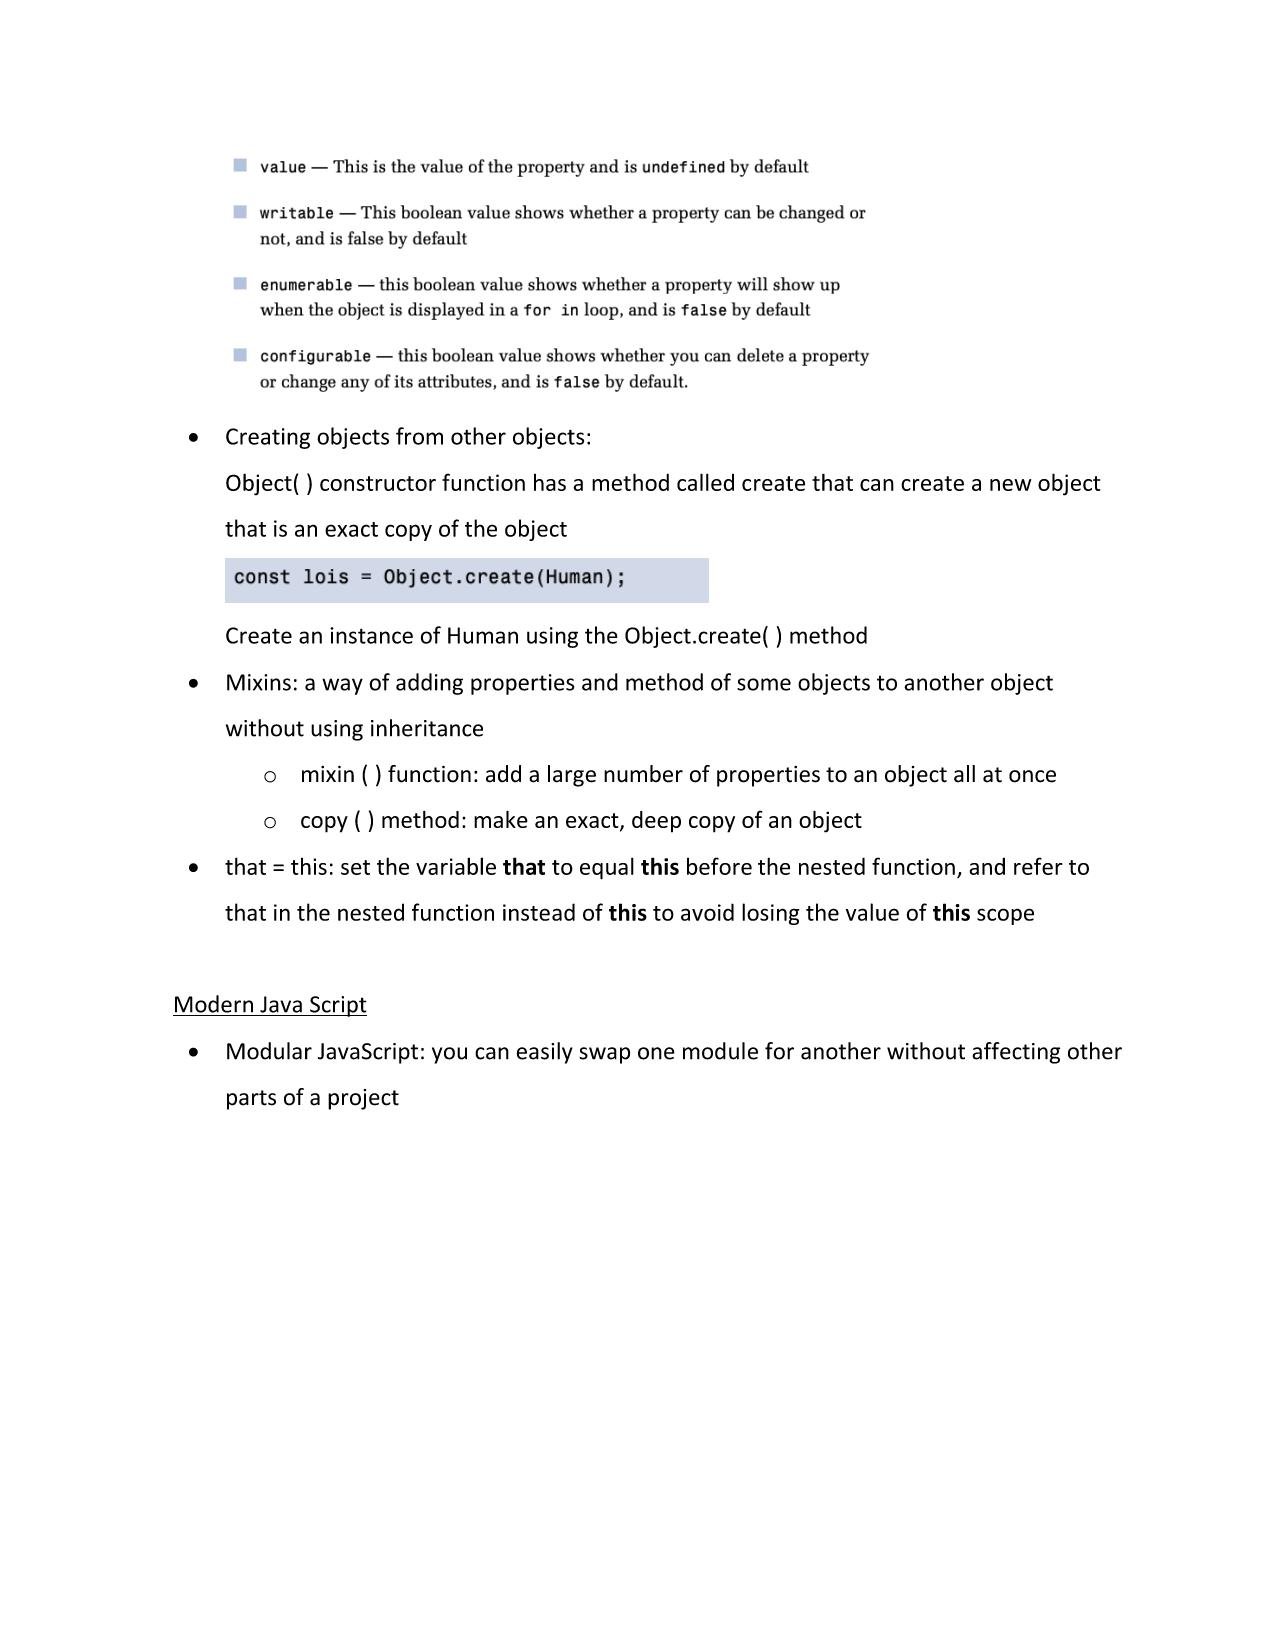 ■ value — This is the value of the property and is undefined by default
■ writable — This boolean value shows whether a property can be changed or
not, and is false by default
■ enumerable — this boolean value shows whether a property will show up
when the object is displayed in a for in loop, and is false by default
■ configurable — this boolean value shows whether you can delete a property
or change any of its attributes, and is false by default.
• Creating objects from other objects:
Object( ) constructor function has a method called create that can create a new object
that is an exact copy of the object
const lois = Object.create(Human);
Create an instance of Human using the Object.create( ) method
• Mixins: a way of adding properties and method of some objects to another object
without using inheritance
o mixin ( ) function: add a large number of properties to an object all at once
o copy ( ) method: make an exact, deep copy of an object
• that = this: set the variable that to equal this before the nested function, and refer to
that in the nested function instead of this to avoid losing the value of this scope
Modern Java Script
• Modular JavaScript: you can easily swap one module for another without affecting other
parts of a project